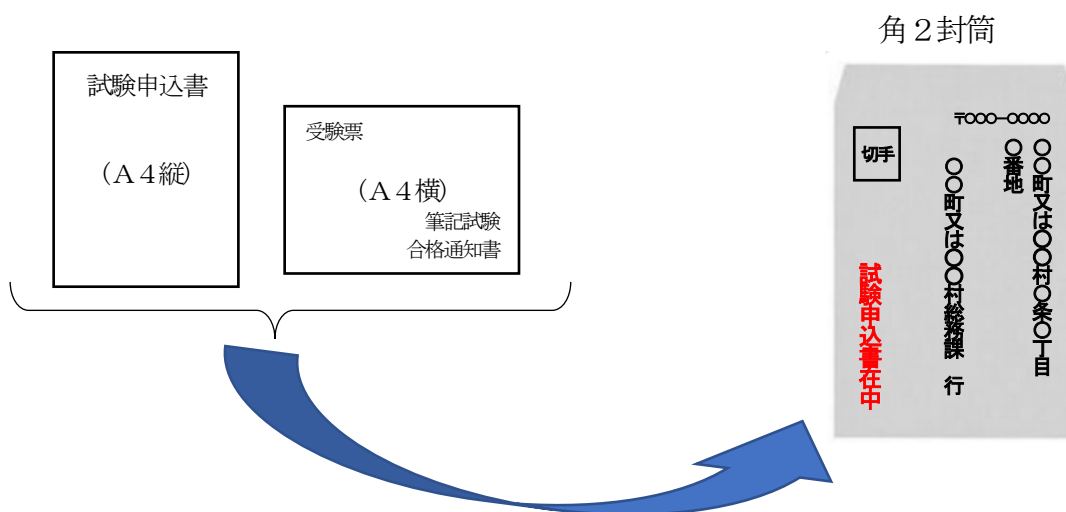 試験申込書
(A4縦)
受験票
(A4横)
筆記試験
合格通知書
角2封筒
〒000-0000
〇〇町又は〇〇村〇条〇丁目
〇番地
〇〇町又は〇〇村総務課 行
切手
試験申込書在中